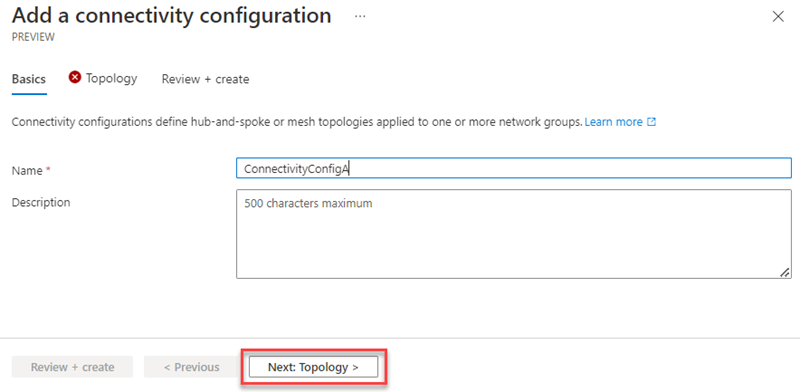 Add a connectivity configuration ...
PREVIEW
Basics Topology Review + create
Connectivity configurations define hub-and-spoke or mesh topologies applied to one or more network groups. Learn more
Name * ConnectivityConfigA
Description 500 characters maximum
Review + create < Previous Next: Topology >